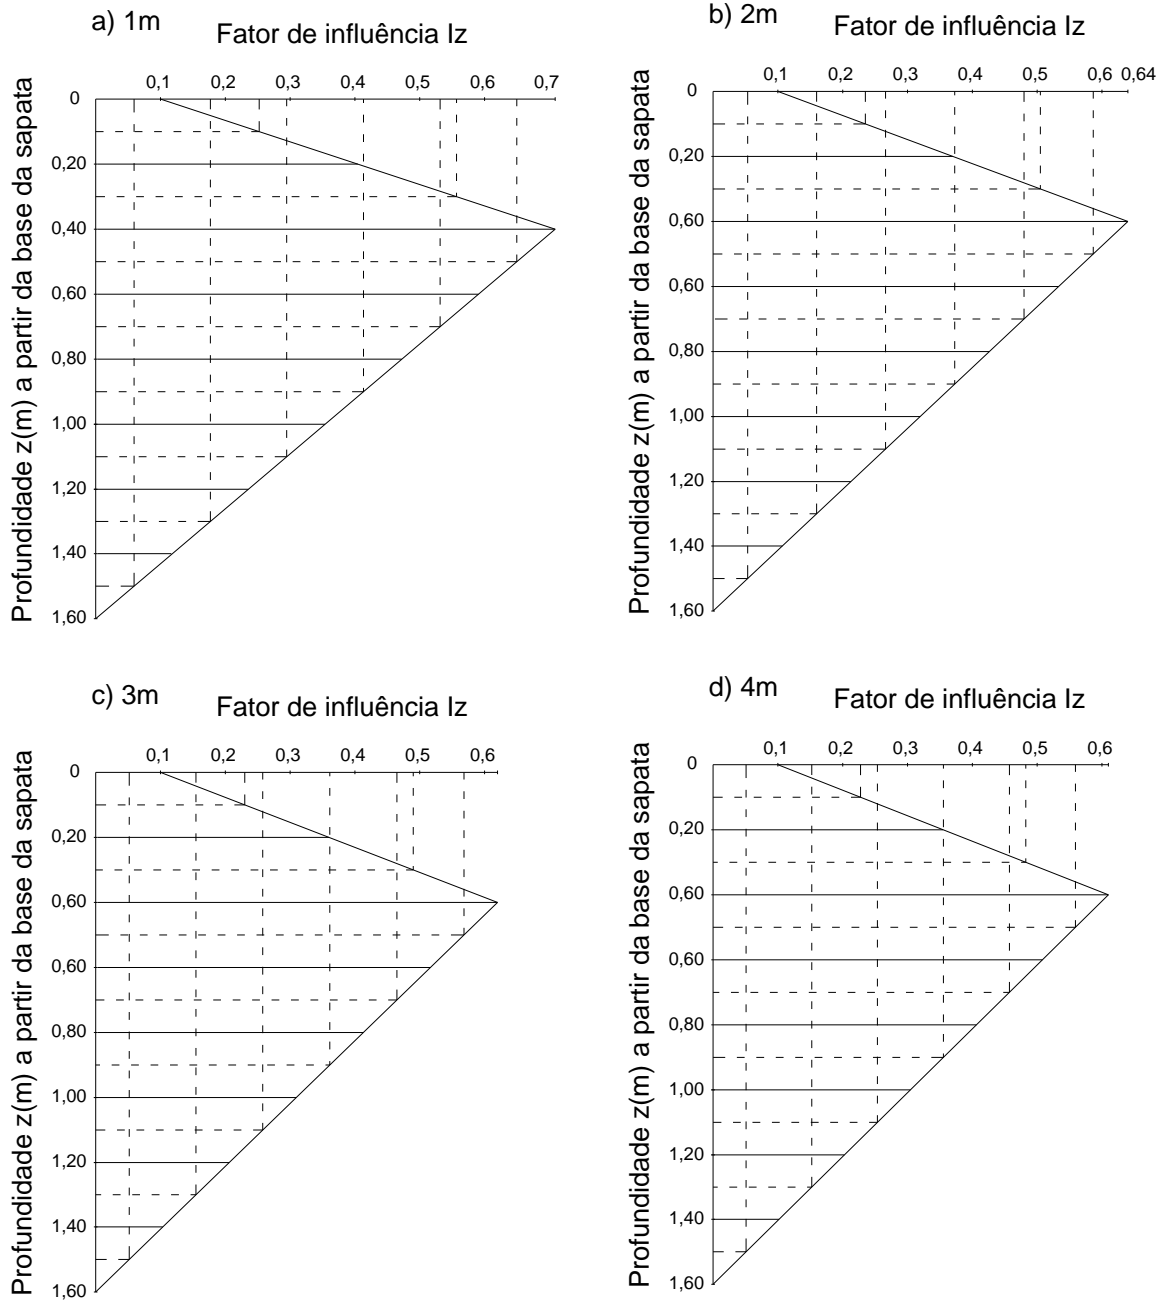 a) 1m
Fator de influência Iz
0,1 0,2 0,3 0,4 0,5 0,6 0,7
Profundidade z(m) a partir da base da sapata
0
0,20
0,40
0,60
0,80
1,00
1,20
1,40
1,60
b) 2m
Fator de influência Iz
0,1 0,2 0,3 0,4 0,5 0,6 0,64
Profundidade z(m) a partir da base da sapata
0
0,20
0,60
0,60
0,80
1,00
1,20
1,40
1,60
c) 3m
Fator de influência Iz
0,1 0,2 0,3 0,4 0,5 0,6
Profundidade z(m) a partir da base da sapata
0
0,20
0,60
0,60
0,80
1,00
1,20
1,40
1,60
d) 4m
Fator de influência Iz
0,1 0,2 0,3 0,4 0,5 0,6
Profundidade z(m) a partir da base da sapata
0
0,20
0,60
0,60
0,80
1,00
1,20
1,40
1,60